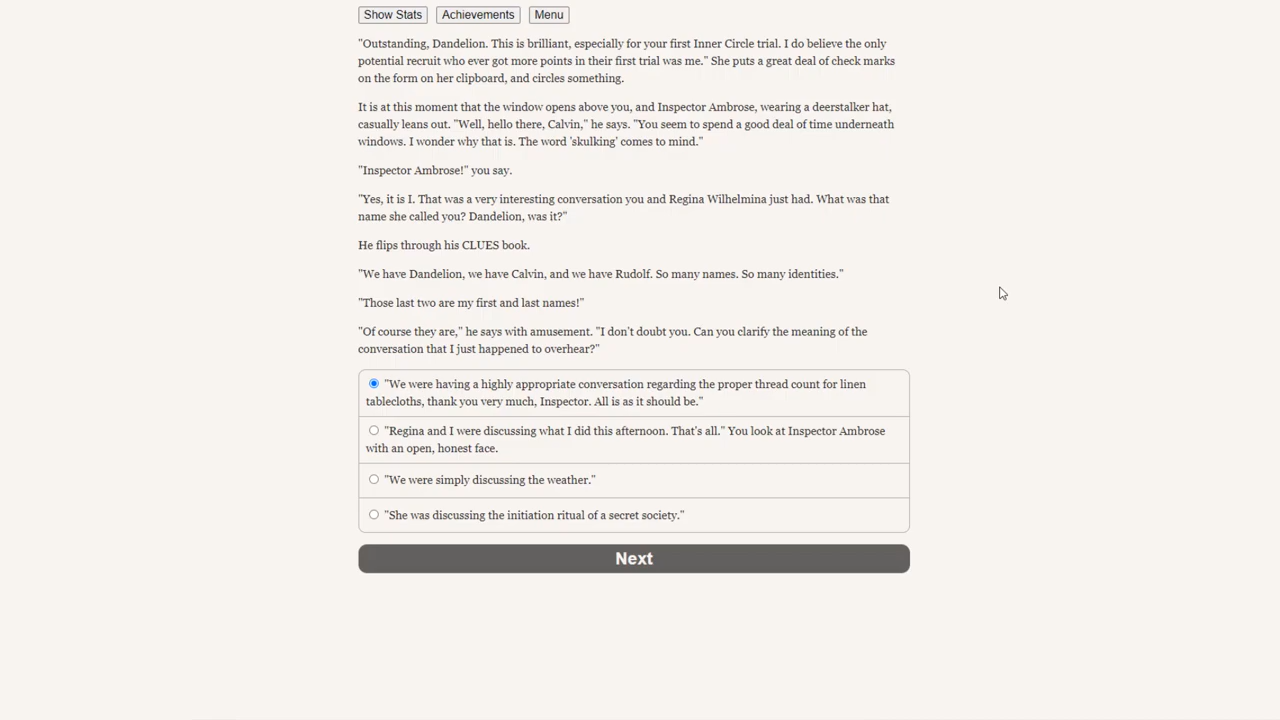 Show Stats Achievements Menu
"Outstanding, Dandelion. This is brilliant, especially for your first Inner Circle trial. I do believe the only
potential recruit who ever got more points in their first trial was me." She puts a great deal of check marks
on the form on her clipboard, and circles something.
It is at this moment that the window opens above you, and Inspector Ambrose, wearing a deerstalker hat,
casually leans out. "Well, hello there, Calvin," he says. "You seem to spend a good deal of time underneath
windows. I wonder why that is. The word 'skulking' comes to mind."
"Inspector Ambrose!" you say.
"Yes, it is I. That was a very interesting conversation you and Regina Wilhelmina just had. What was that
name she called you? Dandelion, was it?"
He flips through his CLUES book.
"We have Dandelion, we have Calvin, and we have Rudolf. So many names. So many identities."
"Those last two are my first and last names!"
"Of course they are," he says with amusement. "I don't doubt you. Can you clarify the meaning of the
conversation that I just happened to overhear?"
"We were having a highly appropriate conversation regarding the proper thread count for linen
tablecloths, thank you very much, Inspector. All is as it should be."
"Regina and I were discussing what I did this afternoon. That's all." You look at Inspector Ambrose
with an open, honest face.
"We were simply discussing the weather."
"She was discussing the initiation ritual of a secret society."
Next